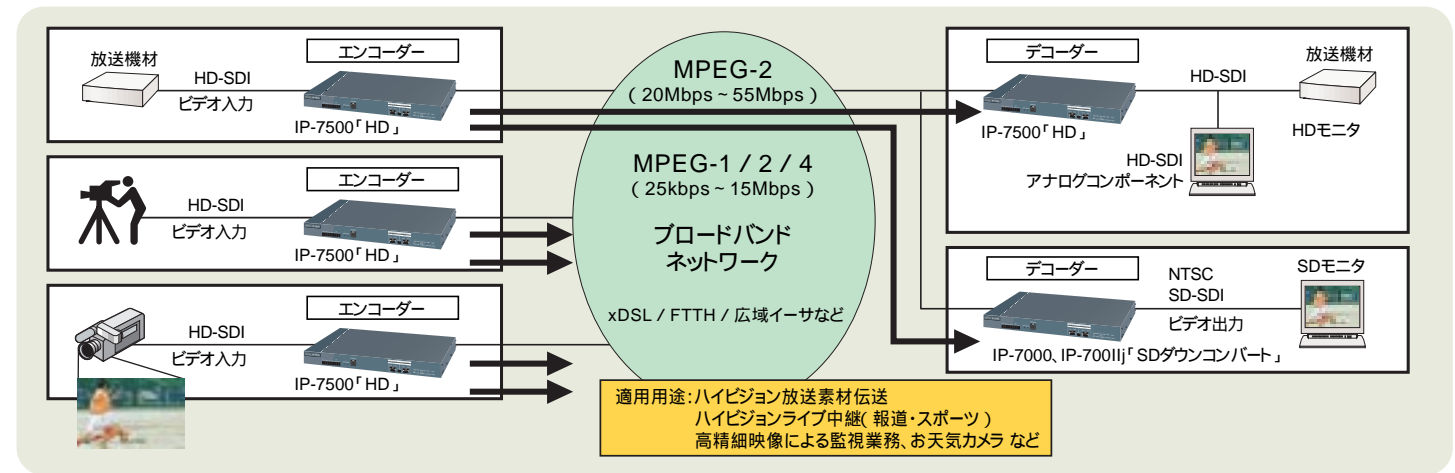 放送機材
エンコーダー
HD-SDI
ビデオ入力
IP-7500「HD」
エンコーダー
HD-SDI
ビデオ入力
IP-7500「HD」
エンコーダー
HD-SDI
ビデオ入力
IP-7500「HD」
MPEG-2
(20Mbps~55Mbps)
MPEG-1/2/4
(25kbps~15Mbps)
ブロードバンド
ネットワーク
xDSL/FTTH/広域イーサなど
デコーダー
放送機材
HD-SDI
IP-7500「HD」
HDモニタ
HD-SDI
アナログコンポーネント
デコーダー
NTSC
SD-SDI
ビデオ出力
SDモニタ
IP-7000、IP-700IIj「SDダウンコンバート」
適用用途:ハイビジョン放送素材伝送
ハイビジョンライブ中継(報道・スポーツ)
高精細映像による監視業務、お天気カメラ など